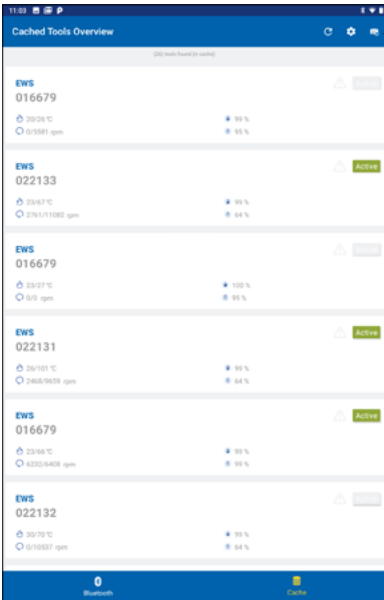 11:03
Cached Tools Overview
(26) tools found (in cache)
EWS
016679
20/26 °C 99 %
0/5581 rpm 95 %
EWS Active
022133
23/67 °C 99 %
2761/11082 rpm 64 %
EWS
016679
23/27 °C 100 %
0/0 rpm 95 %
EWS Active
022131
26/101 °C 99 %
2468/9659 rpm 64 %
EWS Active
016679
23/66 °C 99 %
6232/6408 rpm 99 %
EWS
022132
30/70 °C 99 %
0/10537 rpm 64 %
Bluetooth Cache